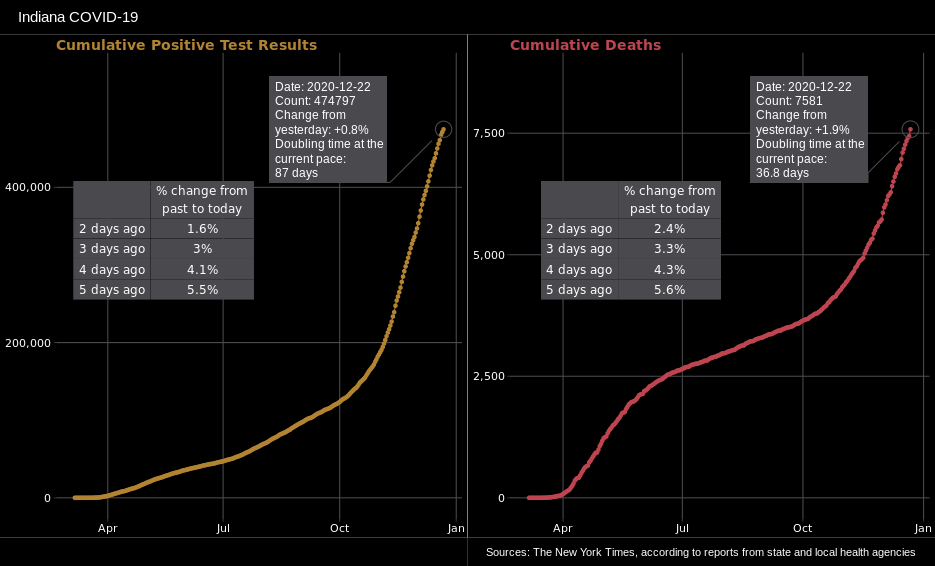 Indiana COVID-19
Cumulative Positive Test Results
Date: 2020-12-22
Count: 474797
Change from
yesterday: +0.8%
Doubling time at the
current pace:
87 days
% change from
past to today
2 days ago 1.6%
3 days ago 3%
4 days ago 4.1%
5 days ago 5.5%
400,000
200,000
0
Apr Jul Oct Jan
Cumulative Deaths
Date: 2020-12-22
Count: 7581
Change from
yesterday: +1.9%
Doubling time at the
current pace:
36.8 days
% change from
past to today
2 days ago 2.4%
3 days ago 3.3%
4 days ago 4.3%
5 days ago 5.6%
7,500
5,000
2,500
0
Apr Jul Oct Jan
Sources: The New York Times, according to reports from state and local health agencies